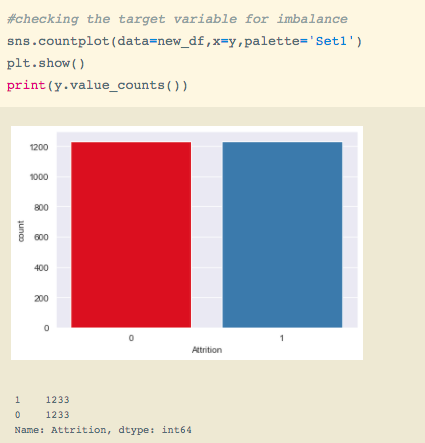 #checking the target variable for imbalance
sns.countplot(data=new_df,x=y,palette='Set1')
plt.show()
print(y.value_counts())
1200
1000
800
600
400
200
0
count
0 1
Attrition
1 1233
0 1233
Name: Attrition, dtype: int64